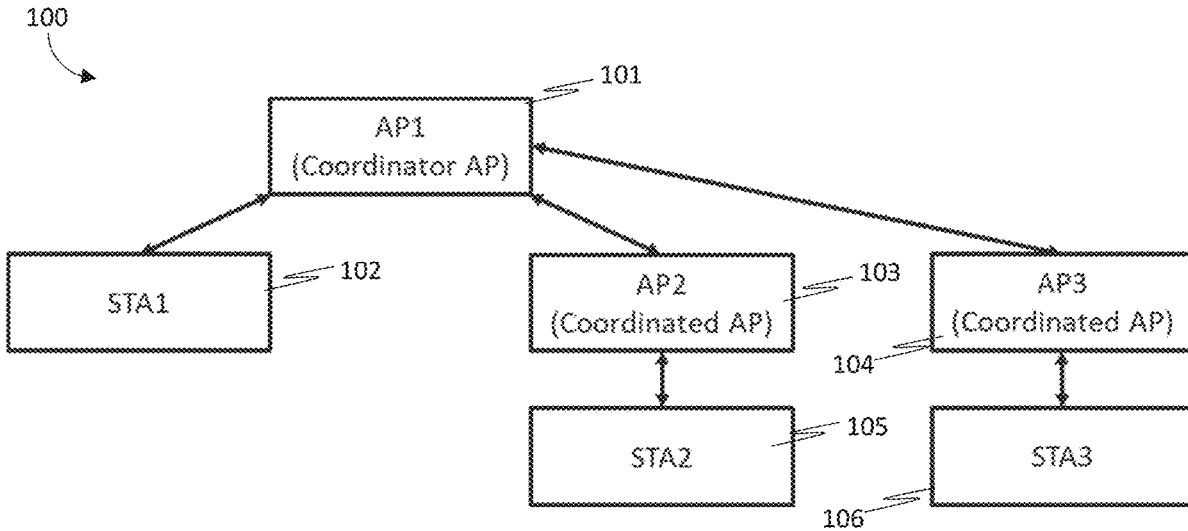 100
101
AP1
(Coordinator AP)
102
STA1
103
AP2
(Coordinated AP)
AP3
(Coordinated AP)
104
105
STA2
STA3
106